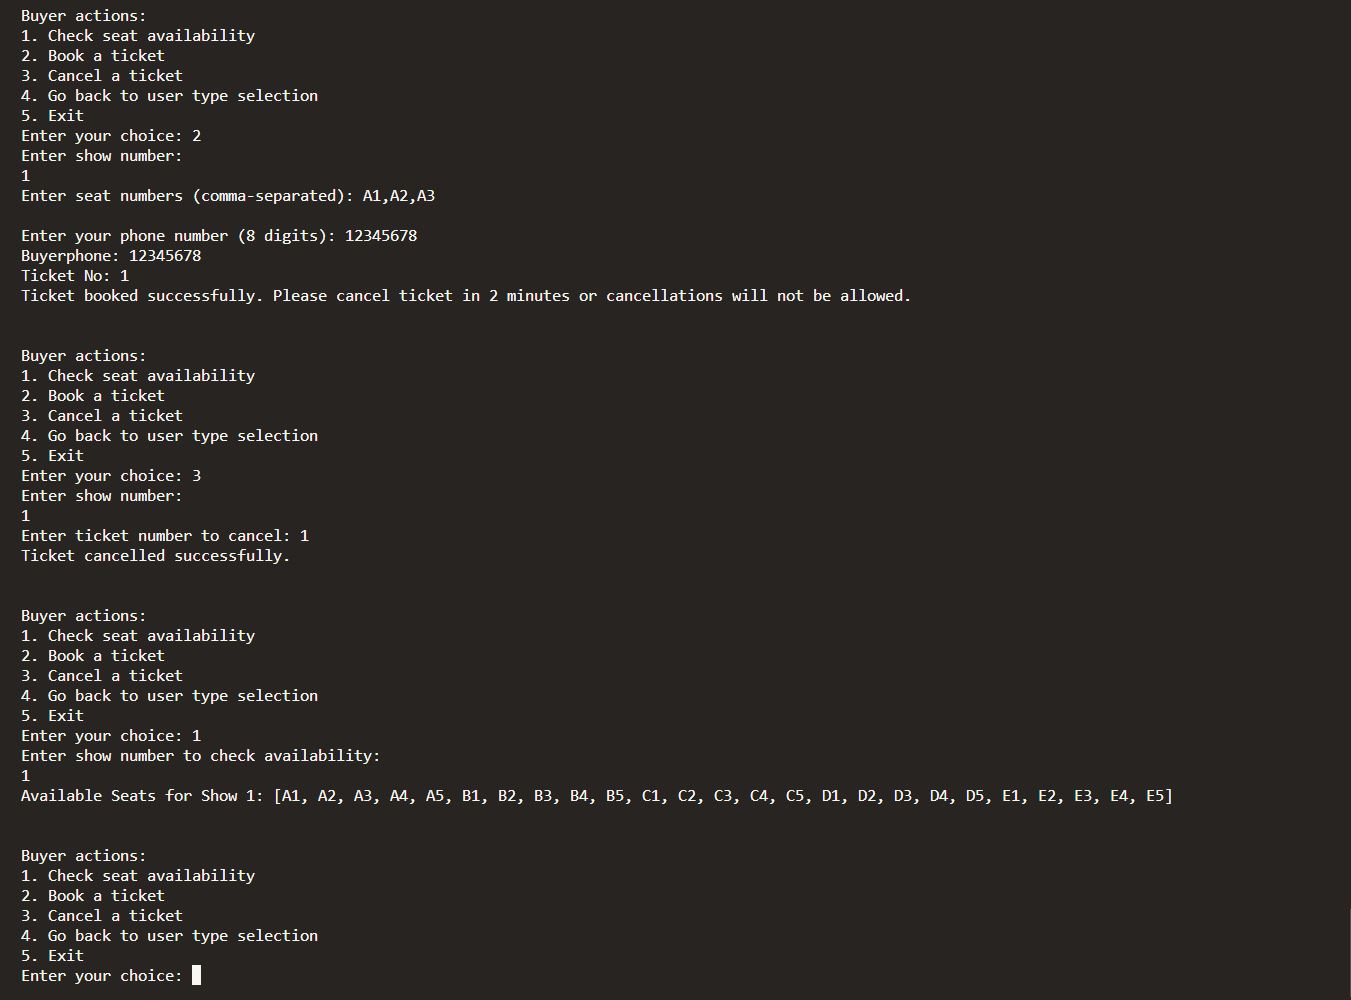 Buyer actions:
1. Check seat availability
2. Book a ticket
3. Cancel a ticket
4. Go back to user type selection
5. Exit
Enter your choice: 2
Enter show number:
1
Enter seat numbers (comma-separated): A1,A2,A3
Enter your phone number (8 digits): 12345678
Buyerphone: 12345678
Ticket No: 1
Ticket booked successfully. Please cancel ticket in 2 minutes or cancellations will not be allowed.
Buyer actions:
1. Check seat availability
2. Book a ticket
3. Cancel a ticket
4. Go back to user type selection
5. Exit
Enter your choice: 3
Enter show number:
1
Enter ticket number to cancel: 1
Ticket cancelled successfully.
Buyer actions:
1. Check seat availability
2. Book a ticket
3. Cancel a ticket
4. Go back to user type selection
5. Exit
Enter your choice: 1
Enter show number to check availability:
1
Available Seats for Show 1: [A1, A2, A3, A4, A5, B1, B2, B3, B4, B5, C1, C2, C3, C4, C5, D1, D2, D3, D4, D5, E1, E2, E3, E4, E5]
Buyer actions:
1. Check seat availability
2. Book a ticket
3. Cancel a ticket
4. Go back to user type selection
5. Exit
Enter your choice: